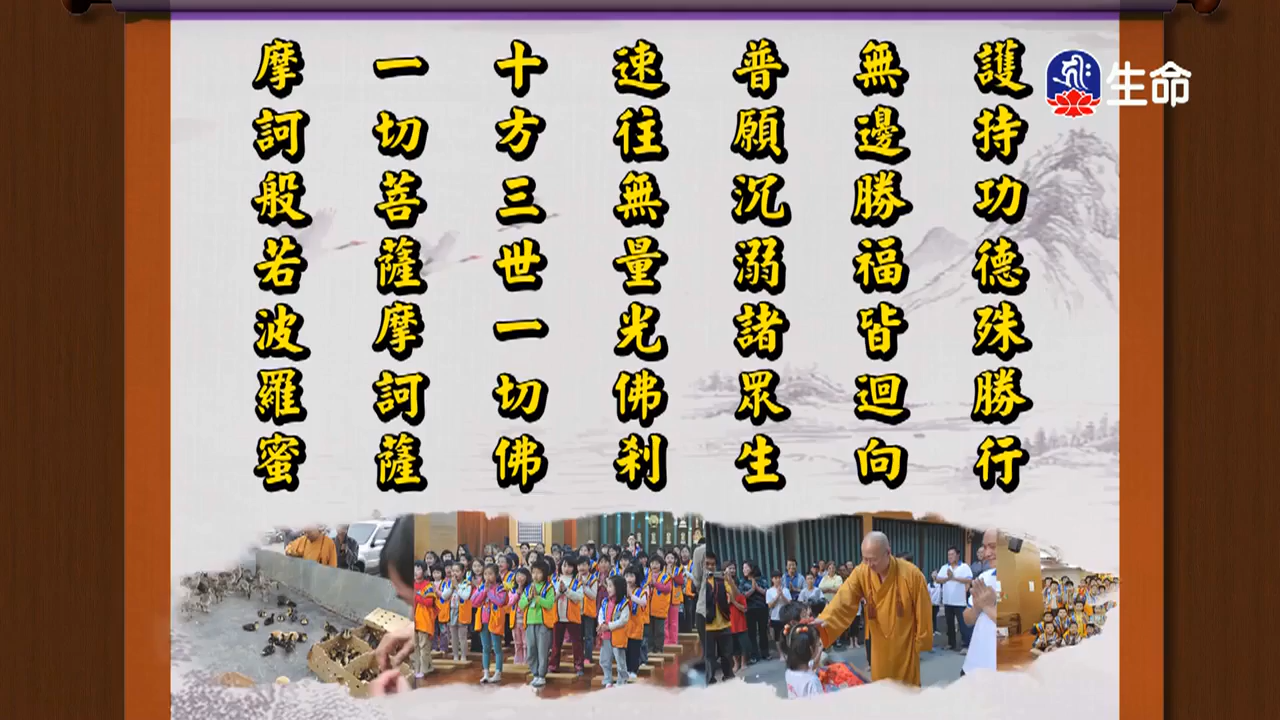 護持功德殊勝行
無邊勝福皆迴向
普願沉溺諸眾生
速往無量光佛刹
十方三世一切佛
一切菩薩摩訶薩
摩訶般若波羅蜜
生命